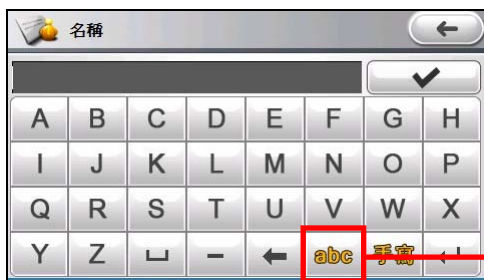 名稱
A B C D E F G H
I J K L M N O P
Q R S T U V W X
Y Z - abc 手寫